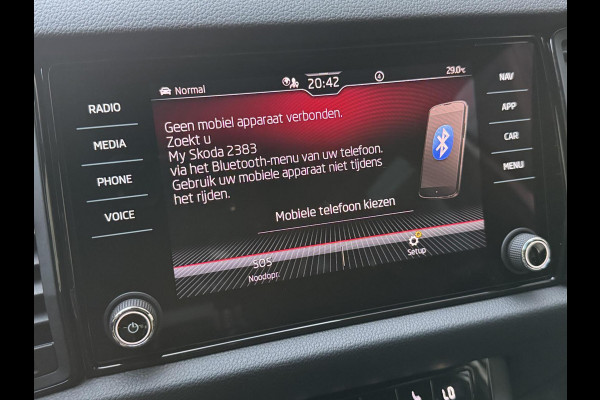 Normal
20:42
29.0°C
RADIO
MEDIA
PHONE
VOICE
Geen mobiel apparaat verbonden.
Zoekt u
My Skoda 2383
via het Bluetooth-menu van uw telefoon.
Gebruik uw mobiele apparaat niet tijdens
het rijden.
Mobiele telefoon kiezen
SOS
Noodopr.
Setup
NAV
APP
CAR
MENU
LO